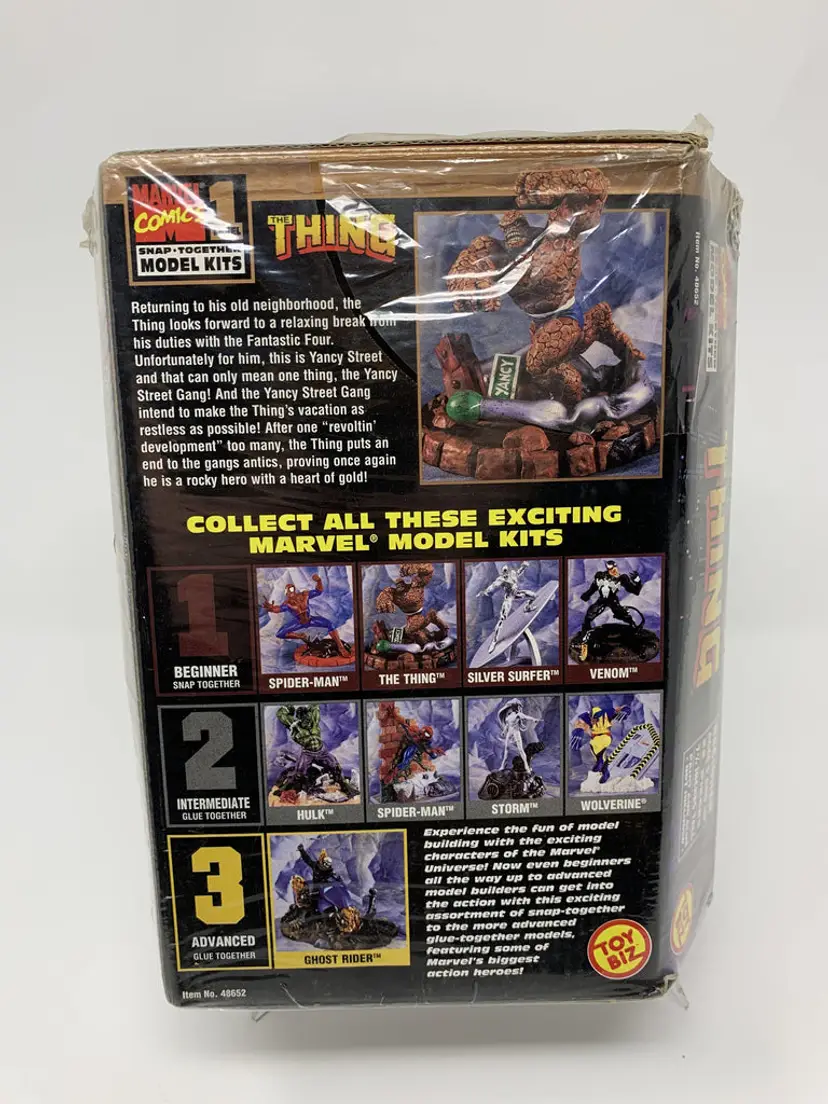 MARVEL
COMICS
1
SNAP-TOGETHER
MODEL KITS
THE
THING
Returning to his old neighborhood, the
Thing looks forward to a relaxing break from
his duties with the Fantastic Four.
Unfortunately for him, this is Yancy Street
and that can only mean one thing, the Yancy
Street Gang! And the Yancy Street Gang
intend to make the Thing's vacation as
restless as possible! After one “revoltin’
development” too many, the Thing puts an
end to the gangs antics, proving once again
he is a rocky hero with a heart of gold!
YANCY
COLLECT ALL THESE EXCITING
MARVEL® MODEL KITS
1
BEGINNER
SNAP TOGETHER
SPIDER-MAN™
THE THING™
SILVER SURFER™
VENOM™
2
INTERMEDIATE
GLUE TOGETHER
HULK™
SPIDER-MAN™
STORM™
WOLVERINE®
3
ADVANCED
GLUE TOGETHER
GHOST RIDER™
Experience the fun of model
building with the exciting
characters of the Marvel®
Universe! Now even beginners
all the way up to advanced
model builders can get into
the action with this exciting
assortment of snap-together
to the more advanced
glue-together models,
featuring some of
Marvel's biggest
action heroes!
TOY
BIZ
Item No. 48652
Item No. 48652
MODEL KITS
THING